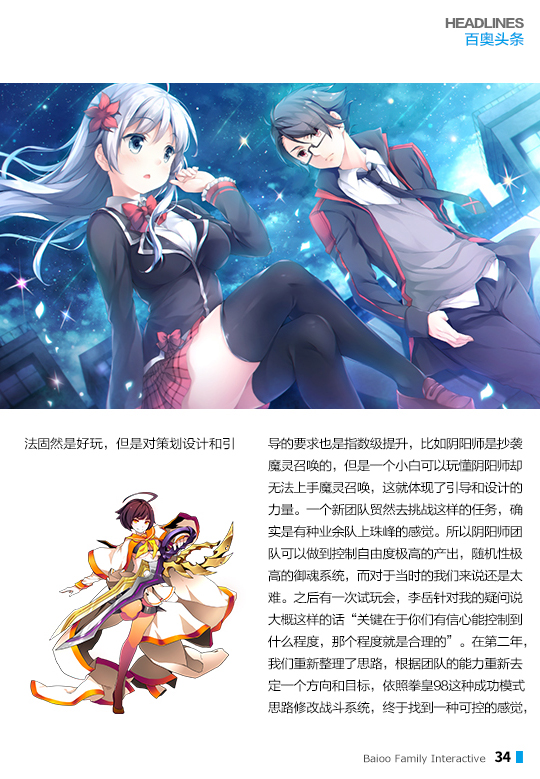 HEADLINES
百奥头条
法固然是好玩，但是对策划设计和引
导的要求也是指数级提升，比如阴阳师是抄袭
魔灵召唤的，但是一个小白可以玩懂阴阳师却
无法上手魔灵召唤，这就体现了引导和设计的
力量。一个新团队贸然去挑战这样的任务，确
实是有种业余队上珠峰的感觉。所以阴阳师团
队可以做到控制自由度极高的产出，随机性极
高的御魂系统，而对于当时的我们来说还是太
难。之后有一次试玩会，李岳针对我的疑问说
大概这样的话“关键在于你们有信心能控制到
什么程度，那个程度就是合理的”。在第二年，
我们重新整理了思路，根据团队的能力重新去
定一个方向和目标，依照拳皇98这种成功模式
思路修改战斗系统，终于找到一种可控的感觉，
Baioo Family Interactive 34